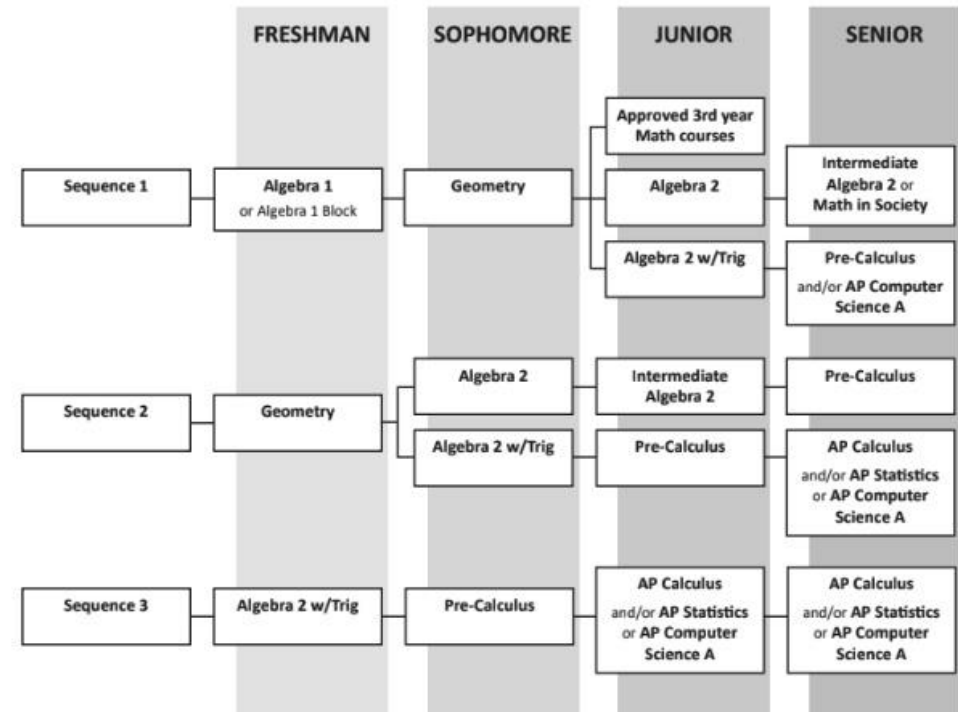 FRESHMAN
SOPHOMORE
JUNIOR
SENIOR
Approved 3rd year
Math courses
Sequence 1
Algebra 1
or Algebra 1 Block
Geometry
Algebra 2
Intermediate
Algebra 2 or
Math in Society
Algebra 2 w/Trig
Pre-Calculus
and/or AP Computer
Science A
Sequence 2
Geometry
Algebra 2
Intermediate
Algebra 2
Pre-Calculus
Algebra 2 w/Trig
Pre-Calculus
AP Calculus
and/or AP Statistics
or AP Computer
Science A
Sequence 3
Algebra 2 w/Trig
Pre-Calculus
AP Calculus
and/or AP Statistics
or AP Computer
Science A
AP Calculus
and/or AP Statistics
or AP Computer
Science A